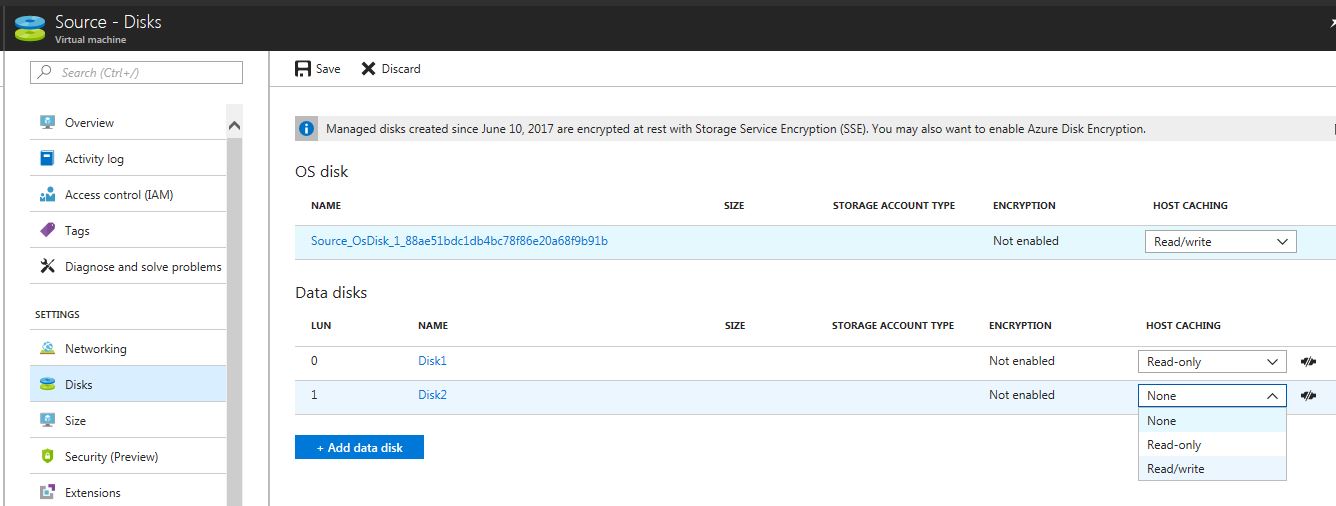 Source - Disks
Virtual machine
Search (Ctrl+/)
Save Discard
Overview
Activity log
Access control (IAM)
Tags
Diagnose and solve problems
SETTINGS
Networking
Disks
Size
Security (Preview)
Extensions
Managed disks created since June 10, 2017 are encrypted at rest with Storage Service Encryption (SSE). You may also want to enable Azure Disk Encryption.
OS disk
NAME SIZE STORAGE ACCOUNT TYPE ENCRYPTION HOST CACHING
Source_OsDisk_1_88ae51bdc1db4bc78f86e20a68f9b91b Not enabled Read/write
Data disks
LUN NAME SIZE STORAGE ACCOUNT TYPE ENCRYPTION HOST CACHING
0 Disk1 Not enabled Read-only
1 Disk2 Not enabled None
None
Read-only
Read/write
+ Add data disk